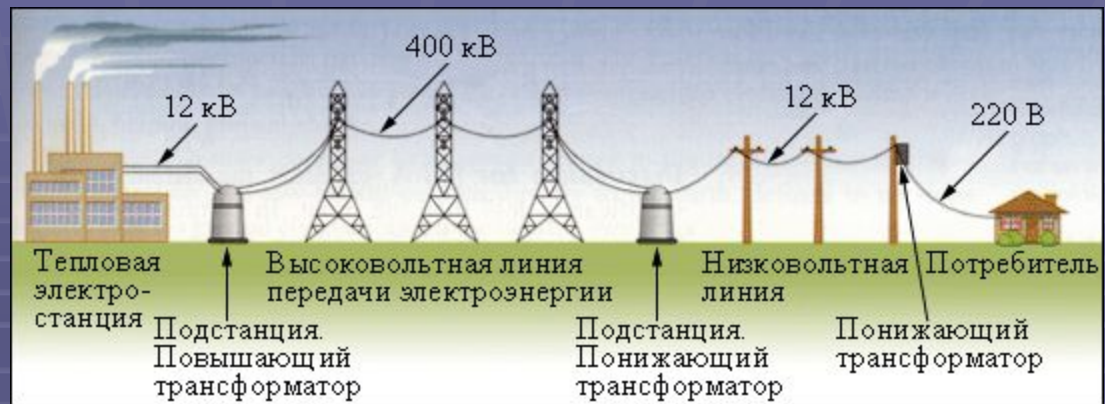 400 кВ
12 кВ
12 кВ
220 В
Тепловая
электро-
станция
Высоковольтная линия
передачи электроэнергии
Низковольтная
линия
Потребитель
Подстанция.
Повышающий
трансформатор
Подстанция.
Понижающий
трансформатор
Понижающий
трансформатор